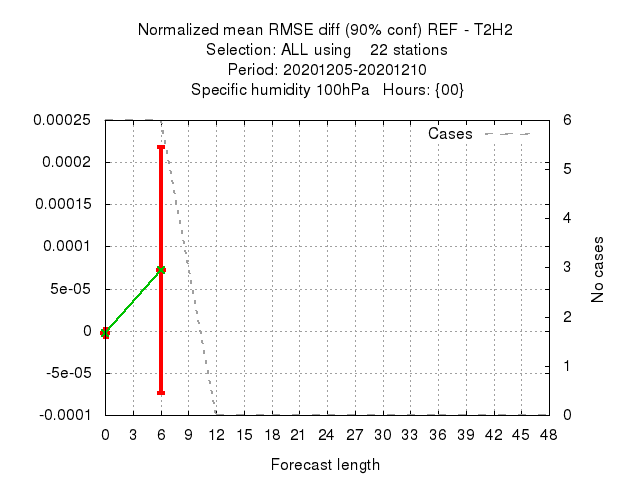 Normalized mean RMSE diff (90% conf) REF - T2H2
Selection: ALL using    22 stations
Period: 20201205-20201210
Specific humidity 100hPa   Hours: {00}
Cases
0.00025
0.0002
0.00015
0.0001
5e-05
0
-5e-05
-0.0001
6
5
4
3
2
1
0
No cases
0 3 6 9 12 15 18 21 24 27 30 33 36 39 42 45 48
Forecast length